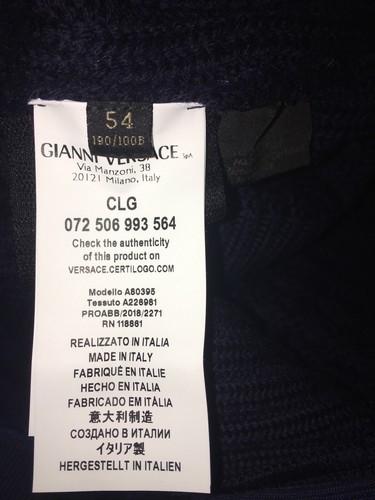 54
190/100B
GIANNI VERSACE SpA
Via Manzoni, 38
20121 Milano, Italy
CLG
072 506 993 564
Check the authenticity
of this product on
VERSACE.CERTILOGO.COM
Modello A80395
Tessuto A226981
PROABB/2018/2271
RN 118861
REALIZZATO IN ITALIA
MADE IN ITALY
FABRIQUÉ EN ITALIE
HECHO EN ITALIA
FABRICADO EM ITÁLIA
意大利制造
СОЗДАНО В ИТАЛИИ
イタリア製
HERGESTELLT IN ITALIEN